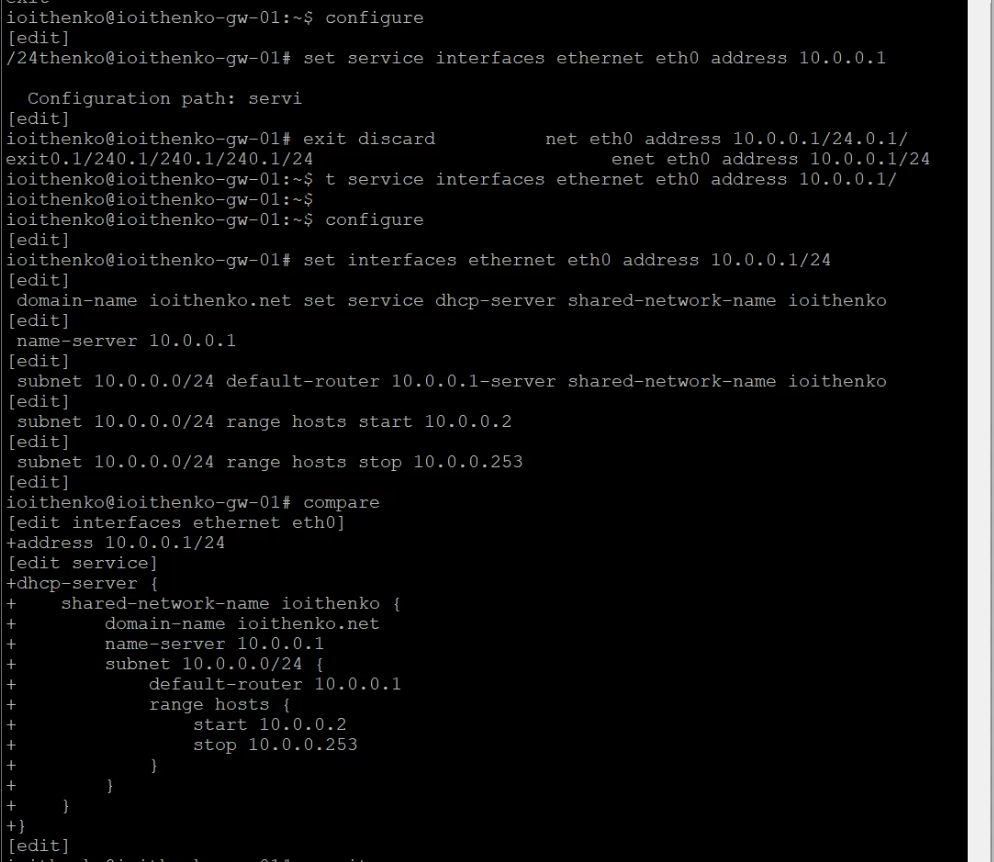 exit
ioithenko@ioithenko-gw-01:~$ configure
[edit]
/24thenko@ioithenko-gw-01# set service interfaces ethernet eth0 address 10.0.0.1
  Configuration path: servi
[edit]
ioithenko@ioithenko-gw-01# exit discard          net eth0 address 10.0.0.1/24.0.1/
exit0.1/240.1/240.1/240.1/24                           enet eth0 address 10.0.0.1/24
ioithenko@ioithenko-gw-01:~$ t service interfaces ethernet eth0 address 10.0.0.1/
ioithenko@ioithenko-gw-01:~$
ioithenko@ioithenko-gw-01:~$ configure
[edit]
ioithenko@ioithenko-gw-01# set interfaces ethernet eth0 address 10.0.0.1/24
[edit]
 domain-name ioithenko.net set service dhcp-server shared-network-name ioithenko
[edit]
 name-server 10.0.0.1
[edit]
 subnet 10.0.0.0/24 default-router 10.0.0.1-server shared-network-name ioithenko
[edit]
 subnet 10.0.0.0/24 range hosts start 10.0.0.2
[edit]
 subnet 10.0.0.0/24 range hosts stop 10.0.0.253
[edit]
ioithenko@ioithenko-gw-01# compare
[edit interfaces ethernet eth0]
+address 10.0.0.1/24
[edit service]
+dhcp-server {
+    shared-network-name ioithenko {
+        domain-name ioithenko.net
+        name-server 10.0.0.1
+        subnet 10.0.0.0/24 {
+            default-router 10.0.0.1
+            range hosts {
+                start 10.0.0.2
+                stop 10.0.0.253
+            }
+        }
+    }
+}
[edit]